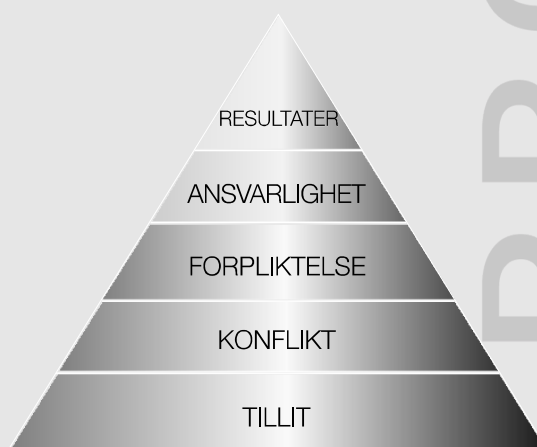 RESULTATER
ANSVARLIGHET
FORPLIKTELSE
KONFLIKT
TILLIT